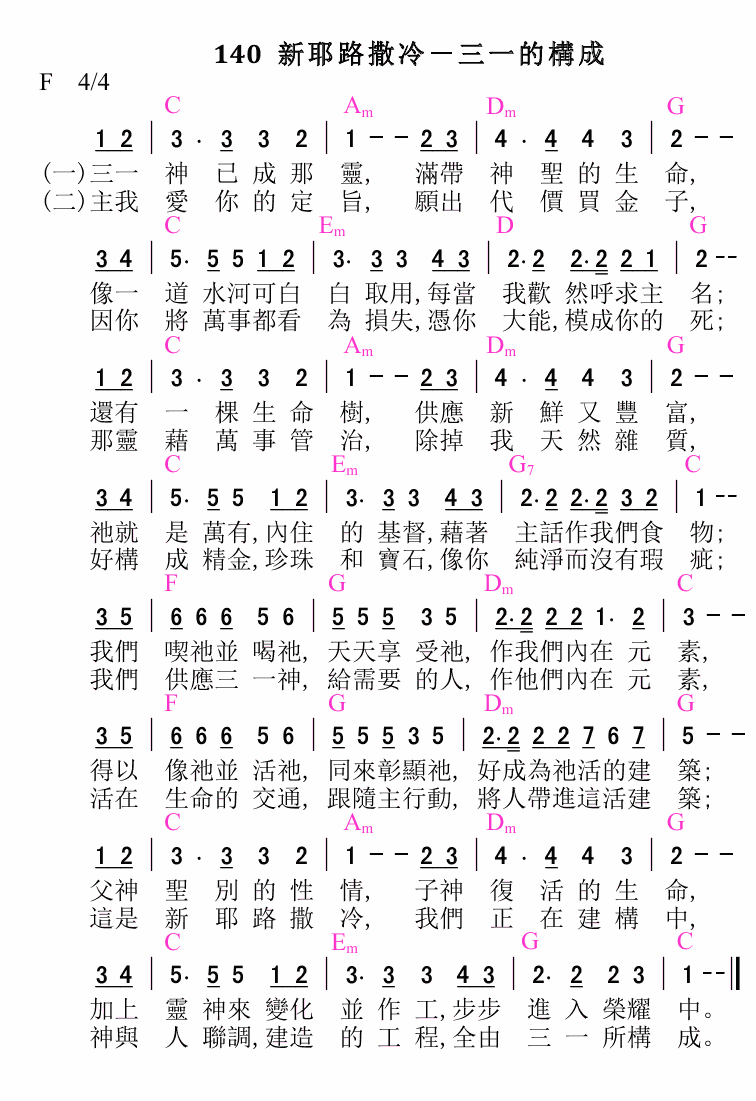 140 新耶路撒冷－三一的構成
F 4/4
C Am Dm G
1 2 | 3 · 3 3 2 | 1 - - 2 3 | 4 · 4 4 3 | 2 - -
(一)三一 神 已 成 那 靈, 滿帶 神 聖 的 生 命,
(二)主我 愛 你 的 定 旨, 願出 代 價 買 金 子,
C Em D G
3 4 | 5· 5 5 1 2 | 3· 3 3 4 3 | 2·2 2·2 2 1 | 2--
像一 道 水河可白 白 取用,每當 我歡 然呼求主 名;
因你 將 萬事都看 為 損失,憑你 大能,模成你的 死;
C Am Dm G
1 2 | 3 · 3 3 2 | 1 - - 2 3 | 4 · 4 4 3 | 2 - -
還有 一 棵 生 命 樹, 供應 新 鮮 又 豐 富,
那靈 藉 萬 事 管 治, 除掉 我 天 然 雜 質,
C Em G7 C
3 4 | 5· 5 5 1 2 | 3· 3 3 4 3 | 2·2 2·2 3 2 | 1--
祂就 是 萬有,內住 的 基督,藉著 主話作我們食 物;
好構 成 精金,珍珠 和 寶石,像你 純淨而沒有瑕 疵;
F G Dm C
3 5 | 6 6 6 5 6 | 5 5 5 3 5 | 2·2 2 2 1· 2 | 3 - -
我們 喫祂並 喝祂, 天天享 受祂, 作我們內在 元 素,
我們 供應三 一神, 給需要 的人, 作他們內在 元 素,
F G Dm G
3 5 | 6 6 6 5 6 | 5 5 5 3 5 | 2·2 2 2 7 6 7 | 5 - -
得以 像祂並 活祂, 同來彰顯祂, 好成為祂活的建 築;
活在 生命的 交通, 跟隨主行動, 將人帶進這活建 築;
C Am Dm G
1 2 | 3 · 3 3 2 | 1 - - 2 3 | 4 · 4 4 3 | 2 - -
父神 聖 別 的 性 情, 子神 復 活 的 生 命,
這是 新 耶 路 撒 冷, 我們 正 在 建 構 中,
C Em G C
3 4 | 5· 5 5 1 2 | 3· 3 3 4 3 | 2· 2 2 3 | 1--‖
加上 靈 神來 變化 並 作 工,步步 進 入 榮耀 中。
神與 人 聯調,建造 的 工 程,全由 三 一 所構 成。